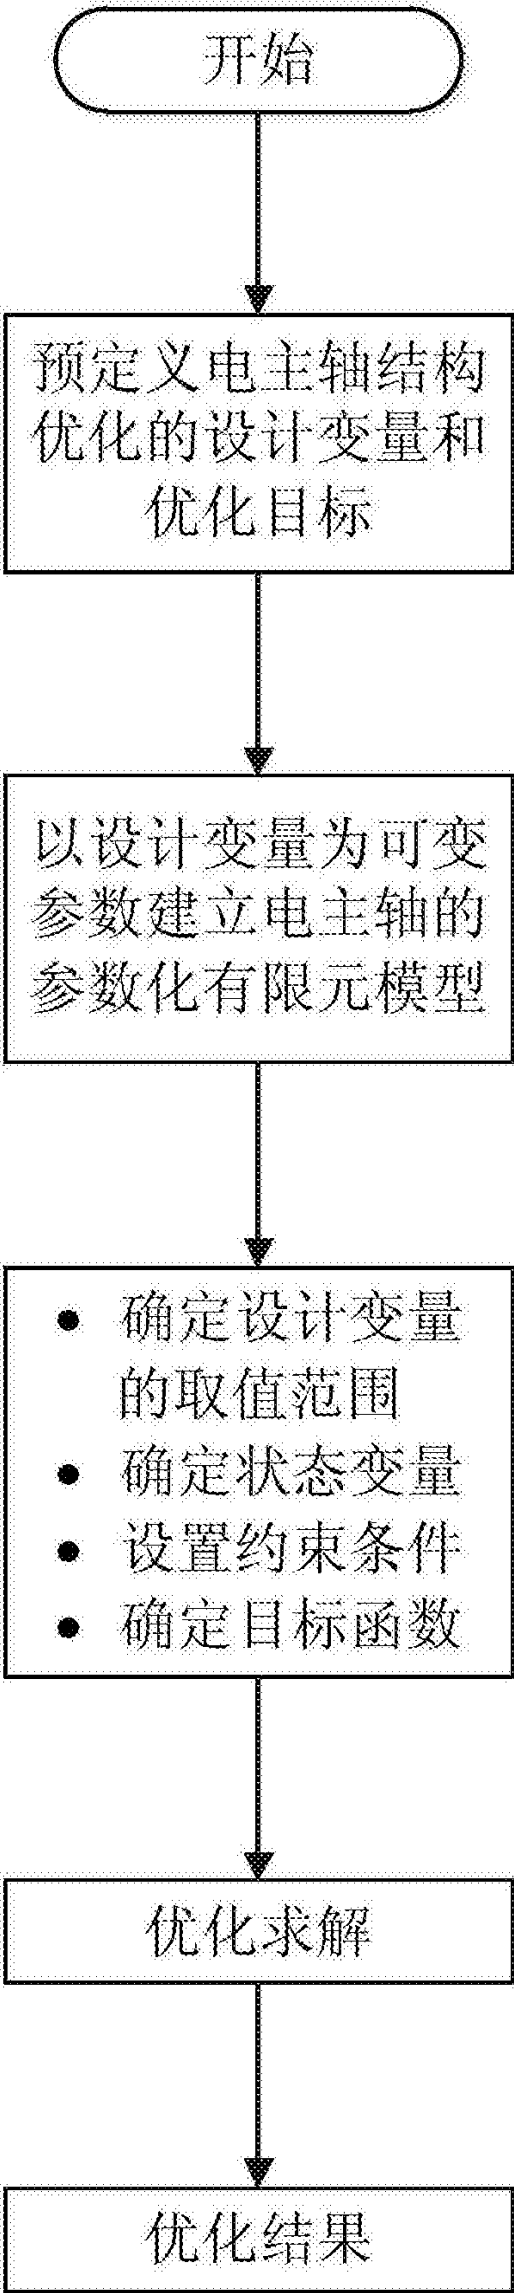 开始
预定义电主轴结构
优化的设计变量和
优化目标
以设计变量为可变
参数建立电主轴的
参数化有限元模型
● 确定设计变量
的取值范围
● 确定状态变量
● 设置约束条件
● 确定目标函数
优化求解
优化结果